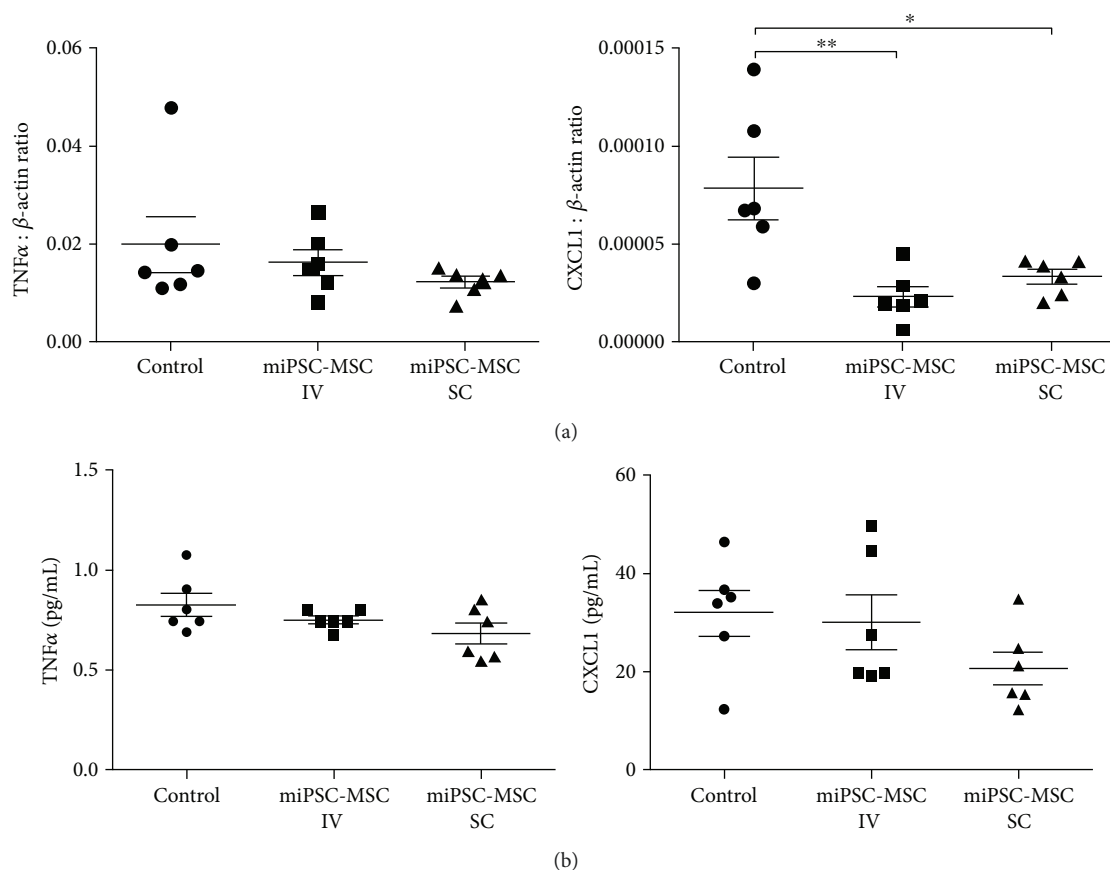 TNFα : β-actin ratio
0.06
0.04
0.02
0.00
Control
miPSC-MSC
IV
miPSC-MSC
SC
CXCL1 : β-actin ratio
0.00015
0.00010
0.00005
0.00000
**
*
Control
miPSC-MSC
IV
miPSC-MSC
SC
(a)
TNFα (pg/mL)
1.5
1.0
0.5
0.0
Control
miPSC-MSC
IV
miPSC-MSC
SC
CXCL1 (pg/mL)
60
40
20
0
Control
miPSC-MSC
IV
miPSC-MSC
SC
(b)